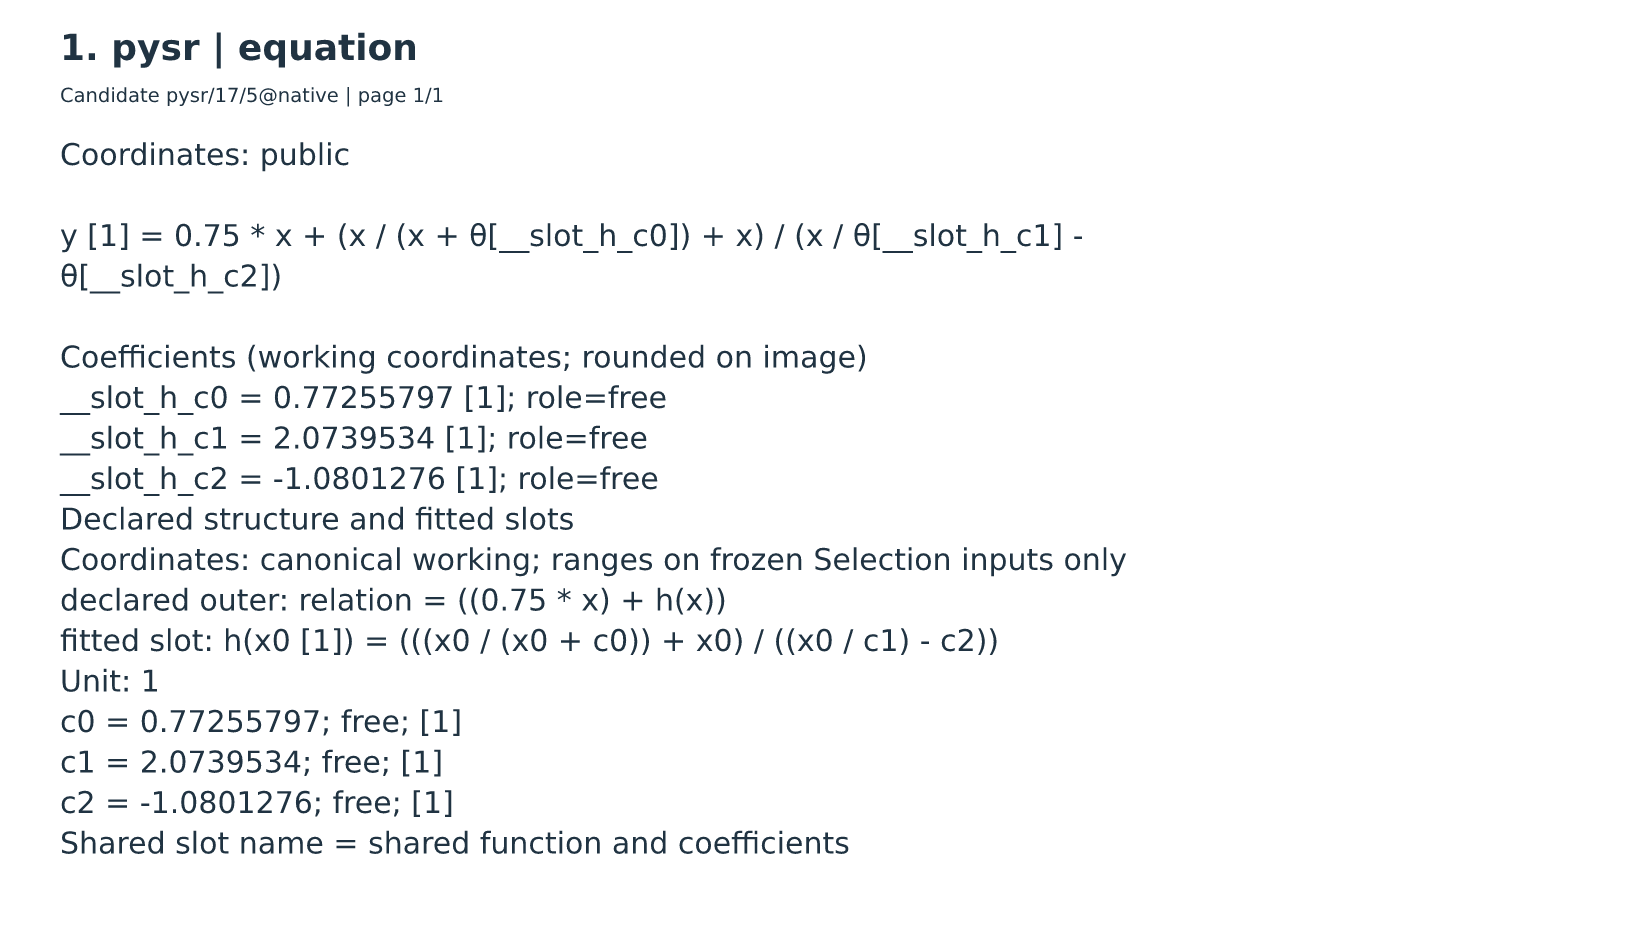 1. pysr | equation
Candidate pysr/17/5@native | page 1/1
Coordinates: public
y [1] = 0.75 * x + (x / (x + θ[__slot_h_c0]) + x) / (x / θ[__slot_h_c1] -
θ[__slot_h_c2])
Coefficients (working coordinates; rounded on image)
__slot_h_c0 = 0.77255797 [1]; role=free
__slot_h_c1 = 2.0739534 [1]; role=free
__slot_h_c2 = -1.0801276 [1]; role=free
Declared structure and fitted slots
Coordinates: canonical working; ranges on frozen Selection inputs only
declared outer: relation = ((0.75 * x) + h(x))
fitted slot: h(x0 [1]) = (((x0 / (x0 + c0)) + x0) / ((x0 / c1) - c2))
Unit: 1
c0 = 0.77255797; free; [1]
c1 = 2.0739534; free; [1]
c2 = -1.0801276; free; [1]
Shared slot name = shared function and coefficients